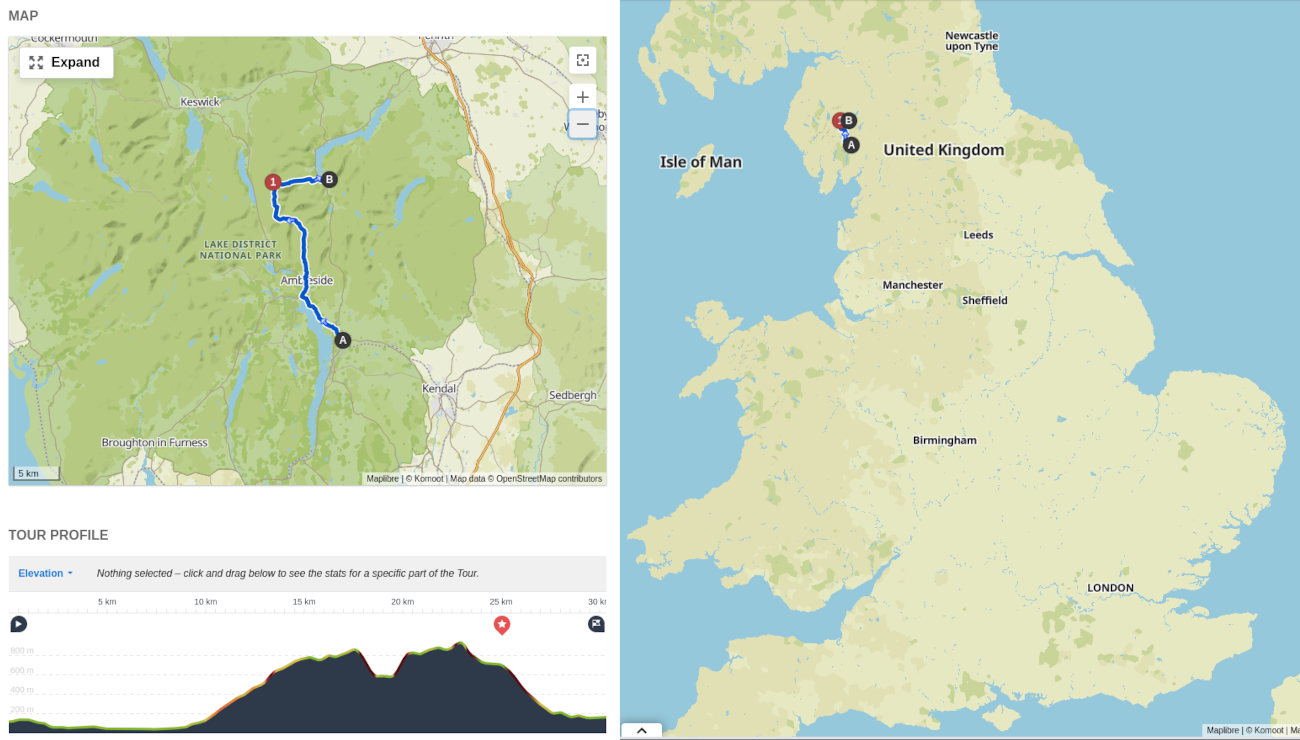 MAP
Cockermouth
Penrith
Expand
Keswick
1
B
LAKE DISTRICT
NATIONAL PARK
Ambleside
A
Kendal
Sedbergh
Broughton in Furness
5 km
Maplibre | © Komoot | Map data © OpenStreetMap contributors
TOUR PROFILE
Elevation
Nothing selected – click and drag below to see the stats for a specific part of the Tour.
5 km
10 km
15 km
20 km
25 km
30
800 m
600 m
400 m
200 m
Newcastle
upon Tyne
1
B
A
Isle of Man
United Kingdom
Leeds
Manchester
Sheffield
Birmingham
LONDON
Maplibre | © Komoot |